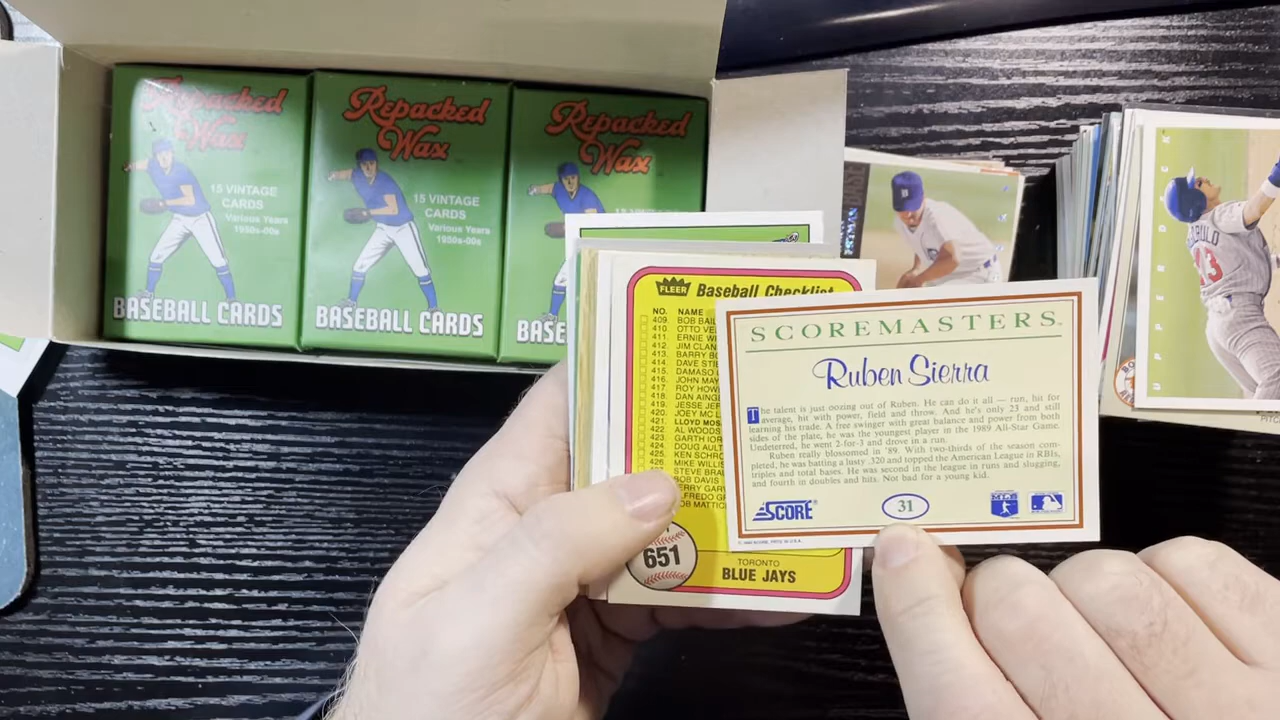 Repacked
Wax
15 VINTAGE
CARDS
Various Years
1950s-00s
BASEBALL CARDS
Repacked
Wax
15 VINTAGE
CARDS
Various Years
1950s-00s
BASEBALL CARDS
Repacked
Wax
FLEER Baseball Checklist
NO. NAME
409. BOB BAI
410. OTTO VE
411. ERNIE W
412. JIM CLAN
413. BARRY BO
414. DAVE STI
415. DAMASO
416. JOHN MAY
417. ROY HOW
418. DAN AINGE
419. JESSE JEF
420. JOEY MC
421. LLOYD MOS
422. AL WOODS
423. GARTH IOR
424. DOUG AULT
425. KEN SCHRO
426. MIKE WILLIS
STEVE BRA
BOB DAVIS
651
TORONTO
BLUE JAYS
SCOREMASTERS
Ruben Sierra
The talent is just oozing out of Ruben. He can do it all — run, hit for
average, hit with power, field and throw. And he's only 23 and still
learning his trade. A free swinger with great balance and power from both
sides of the plate, he was the youngest player in the 1989 All-Star Game.
Undeterred, he went 2-for-3 and drove in a run.
Ruben really blossomed in '89. With two-thirds of the season com-
pleted, he was batting a lusty .320 and topped the American League in RBIs,
triples and total bases. He was second in the league in runs and slugging,
and fourth in doubles and hits. Not bad for a young kid.
SCORE®
31
UPPER DECK
13